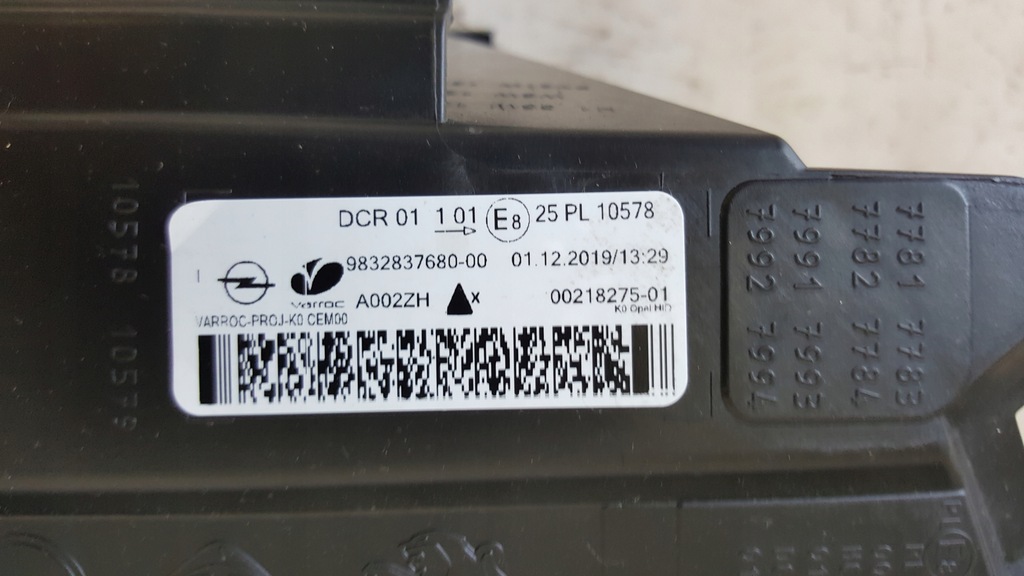 DCR 01 1 01 E8 25 PL 10578
9832837680-00 01.12.2019/13:29
varroc A002ZH X 00218275-01
VARROC-PROJ-K0 CEM00 K0 Opel HID
10578 10579
7781 7783
7782 7784
7991 7993
7992 7994